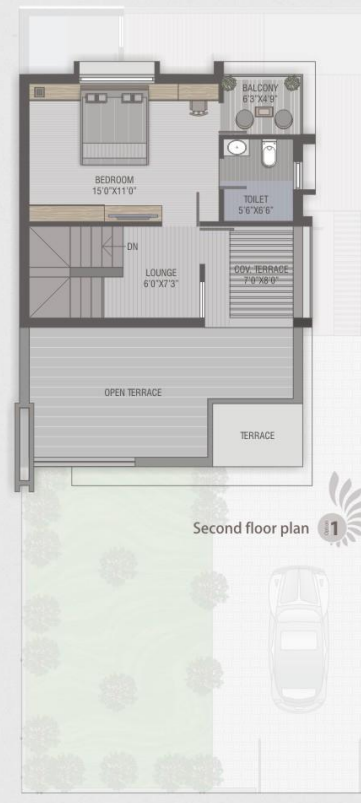 BALCONY
6'3"X4'9"
BEDROOM
15'0"X11'0"
TOILET
5'6"X6'6"
DN
LOUNGE
6'0"X7'3"
COV. TERRACE
7'0"X8'0"
OPEN TERRACE
TERRACE
Second floor plan 1